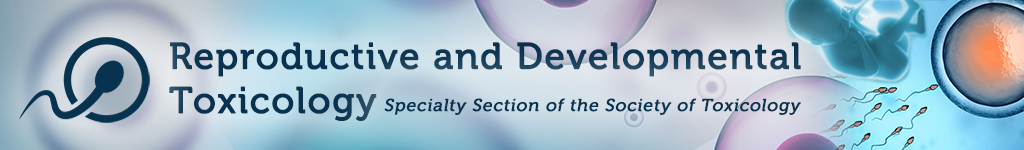 Reproductive and Developmental
Toxicology Specialty Section of the Society of Toxicology